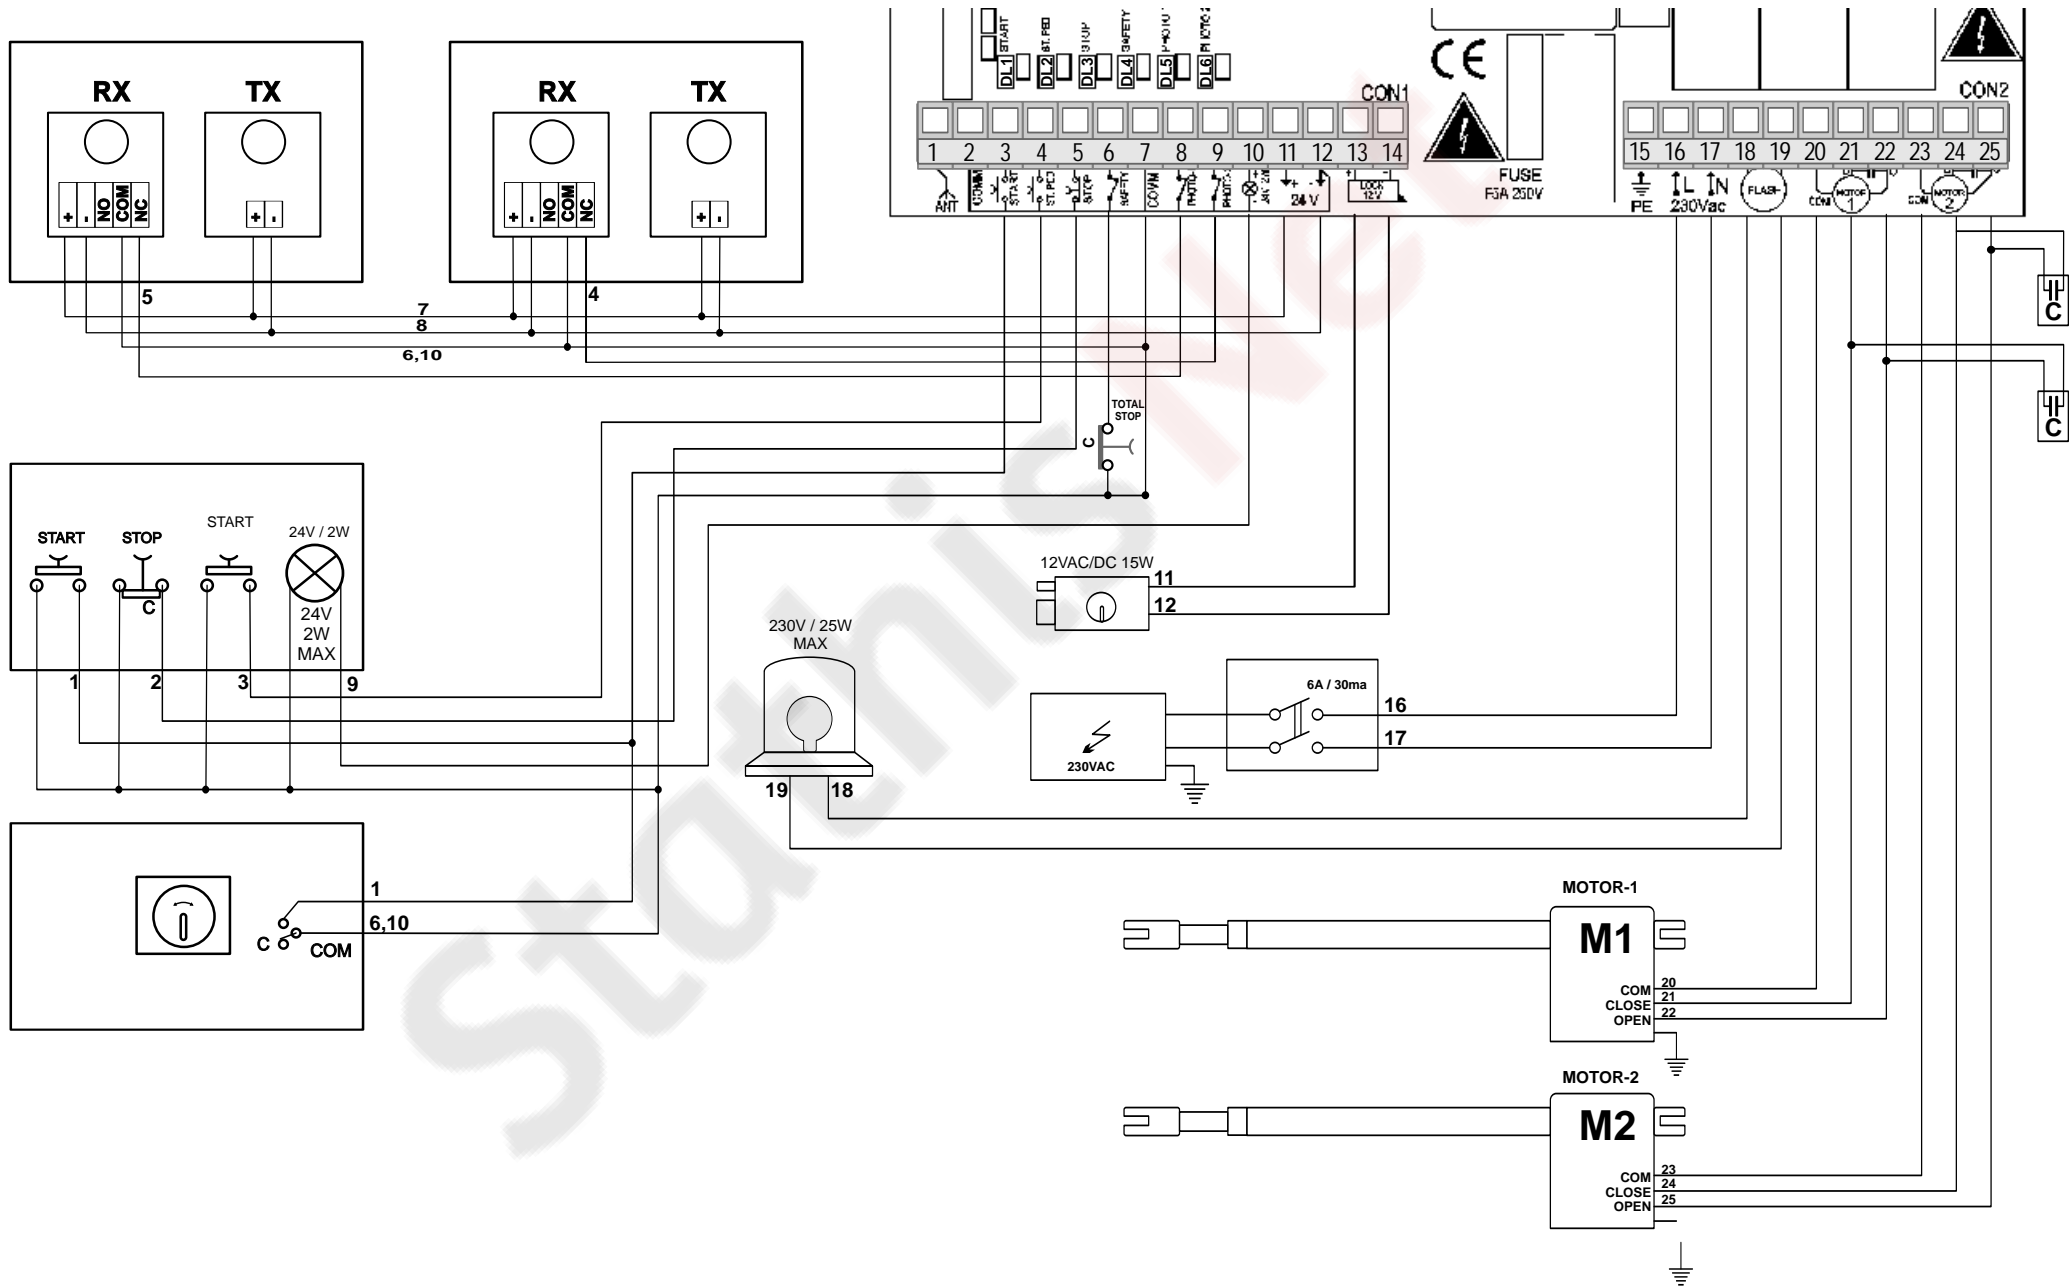 RX TX
+ - NO COM NC
+ -
5
RX TX
+ - NO COM NC
+ -
4
7
8
6,10
START
ST. PED
STOP
SAFETY
PHOTO 2
DL1 DL2 DL3 DL4 DL5 DL6
CON1
1 2 3 4 5 6 7 8 9 10 11 12 13 14
ANT
COMM
START
ST. PED
STOP
SAFETY
COMM
+ -
24 V
+ -
LOCK
12V
CE
FUSE
F5A 250V
CON2
15 16 17 18 19 20 21 22 23 24 25
PE
L N
230Vac
FLASH
COM
MOTOR
1
COM
MOTOR
2
C
C
TOTAL
STOP
C
START STOP START 24V / 2W
C
24V
2W
MAX
1 2 3 9
12VAC/DC 15W
11
12
230V / 25W
MAX
19 18
6A / 30ma
16
17
230VAC
1
6,10
C COM
MOTOR-1
M1
COM 20
CLOSE 21
OPEN 22
MOTOR-2
M2
COM 23
CLOSE 24
OPEN 25
Stathis Net